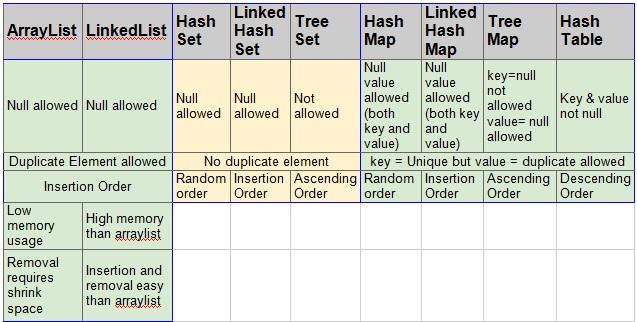 ArrayList LinkedList Hash Set Linked Hash Set Tree Set Hash Map Linked Hash Map Tree Map Hash Table
Null allowed Null allowed Null allowed Null allowed Not allowed Null value allowed (both key and value) Null value allowed (both key and value) key=null not allowed value= null allowed Key & value not null
Duplicate Element allowed No duplicate element key = Unique but value = duplicate allowed
Insertion Order Random order Insertion Order Ascending Order Random order Insertion Order Ascending Order Descending Order
Low memory usage High memory than arraylist
Removal requires shrink space Insertion and removal easy than arraylist